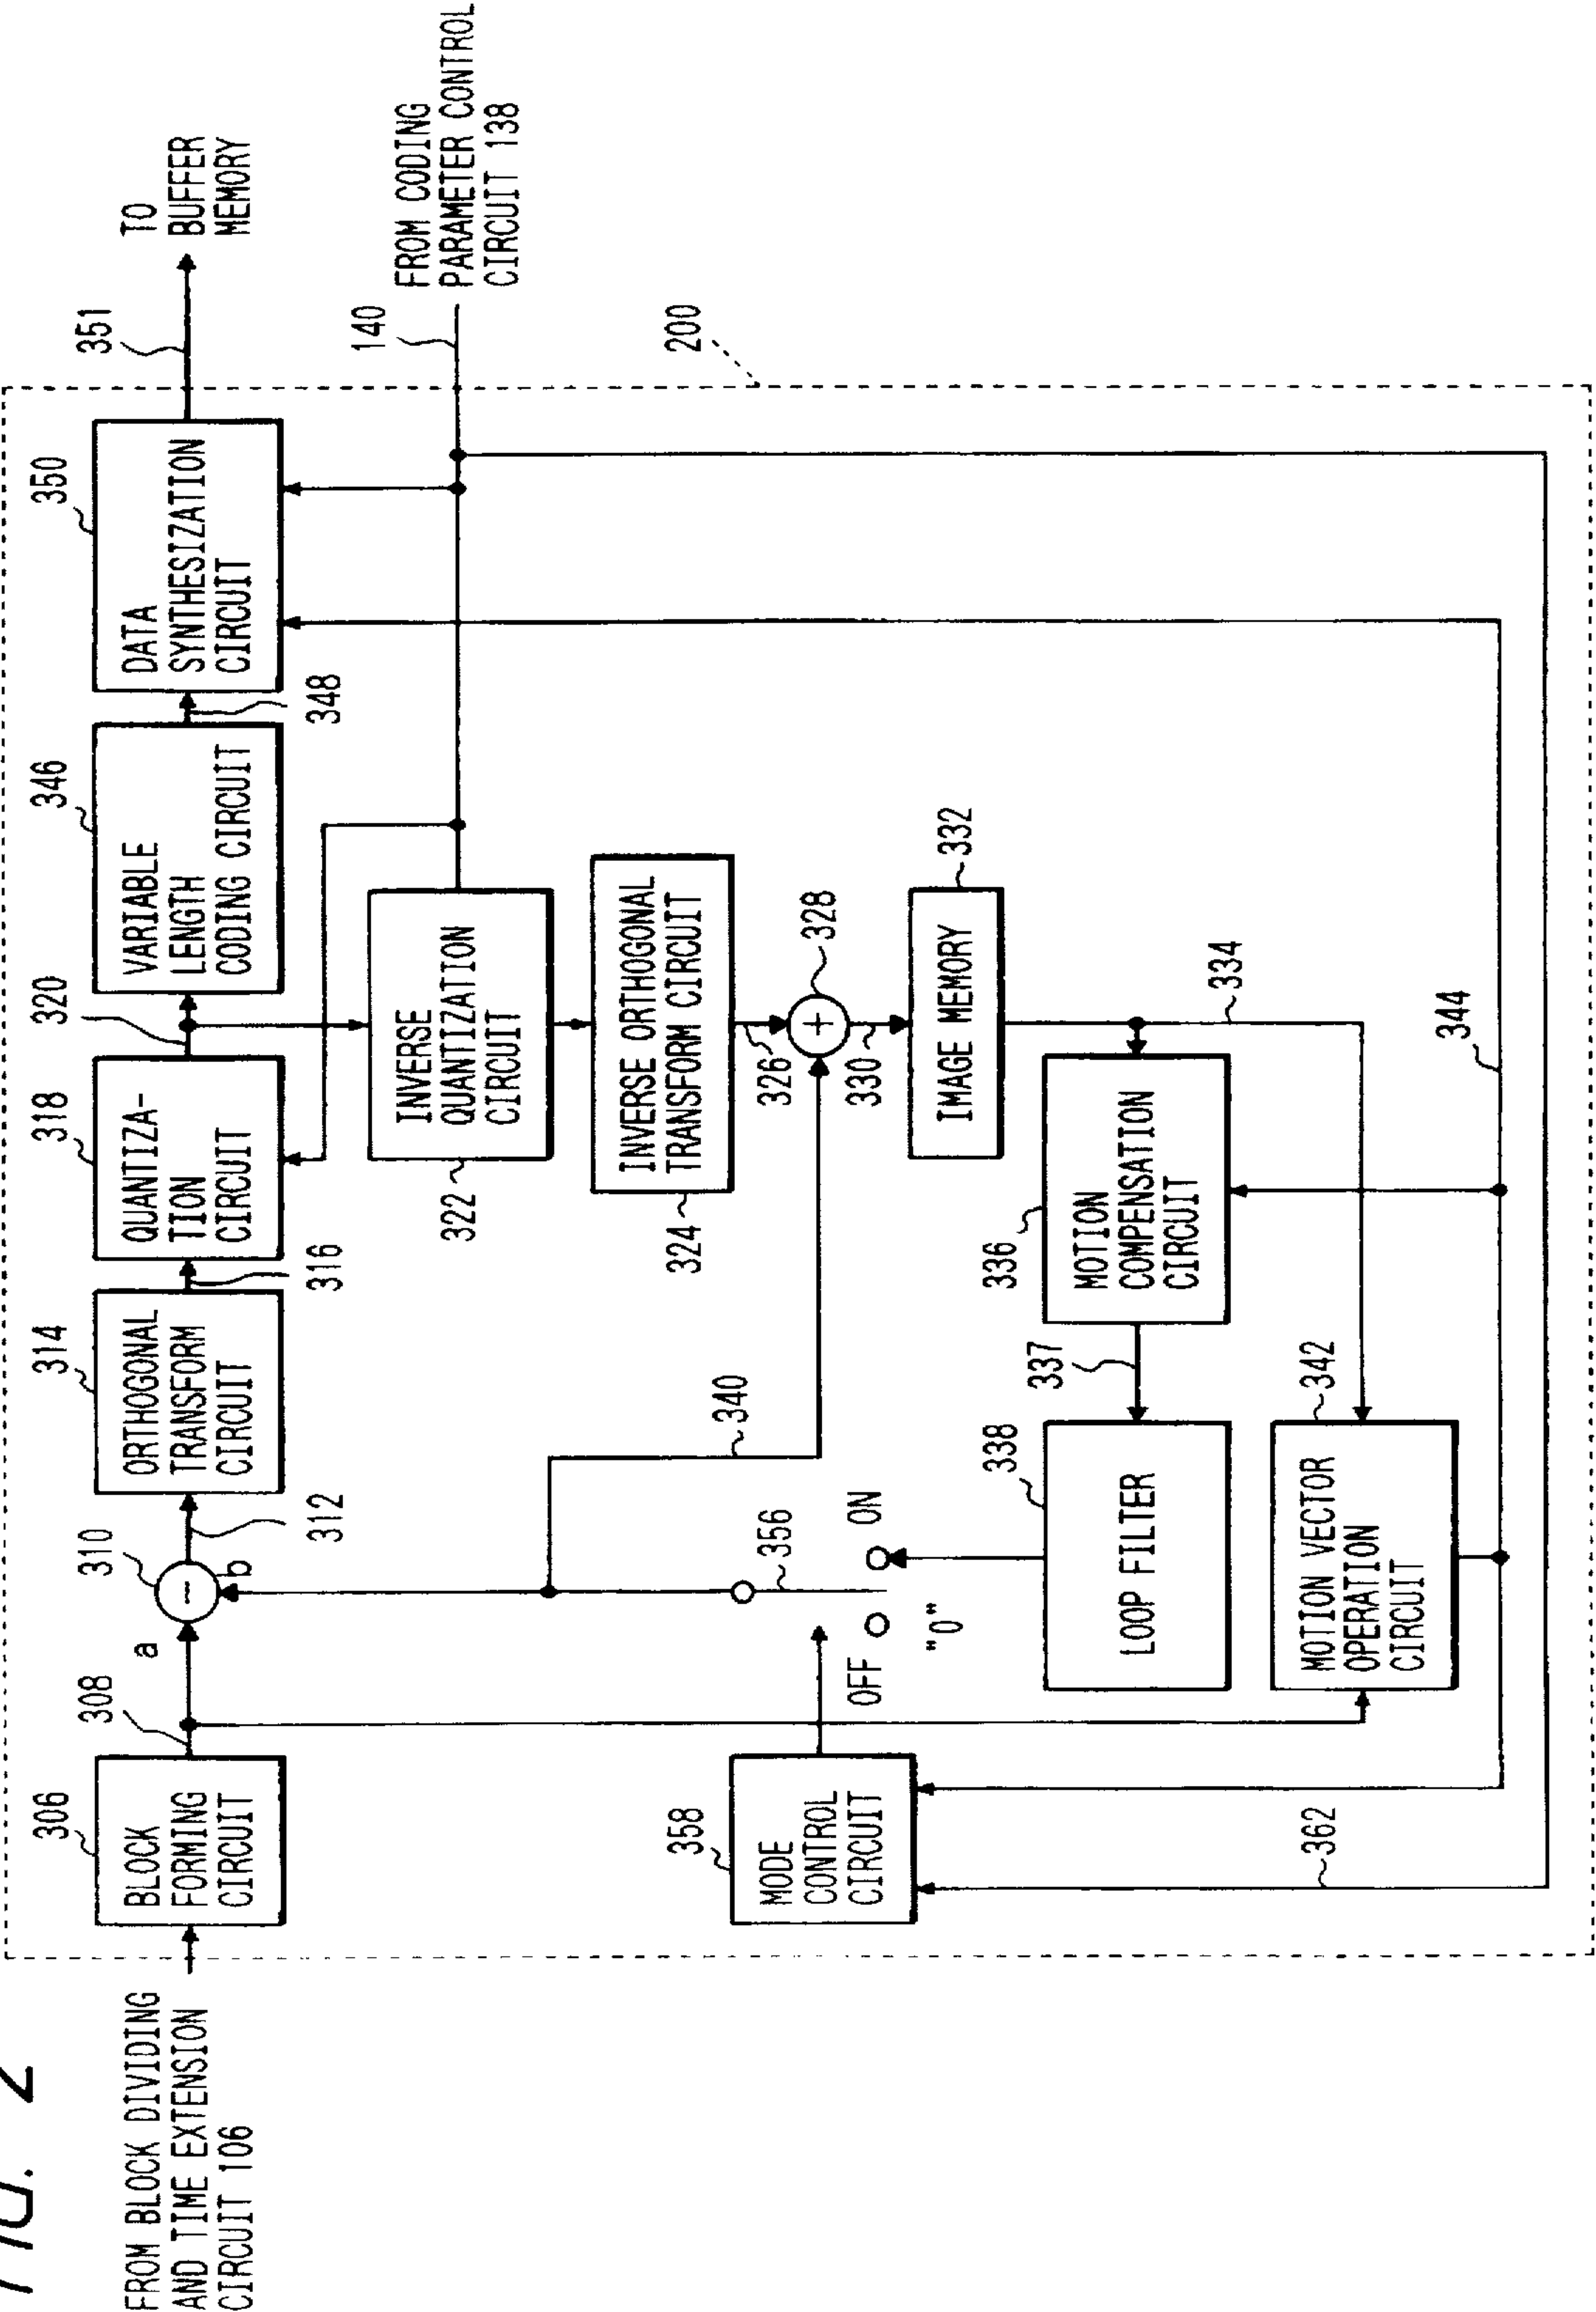 FIG. 2
FROM BLOCK DIVIDING
AND TIME EXTENSION
CIRCUIT 106
306
BLOCK
FORMING
CIRCUIT
308
a
310
b
312
314
ORTHOGONAL
TRANSFORM
CIRCUIT
316
318
QUANTIZA-
TION
CIRCUIT
320
346
VARIABLE
LENGTH
CODING CIRCUIT
348
350
DATA
SYNTHESIZATION
CIRCUIT
351
TO
BUFFER
MEMORY
140
FROM CODING
PARAMETER CONTROL
CIRCUIT 138
200
322
INVERSE
QUANTIZATION
CIRCUIT
324
INVERSE ORTHOGONAL
TRANSFORM CIRCUIT
326
+
328
330
332
IMAGE MEMORY
334
340
356
ON
OFF
"0"
358
MODE
CONTROL
CIRCUIT
336
MOTION
COMPENSATION
CIRCUIT
337
338
LOOP FILTER
342
MOTION VECTOR
OPERATION
CIRCUIT
344
362